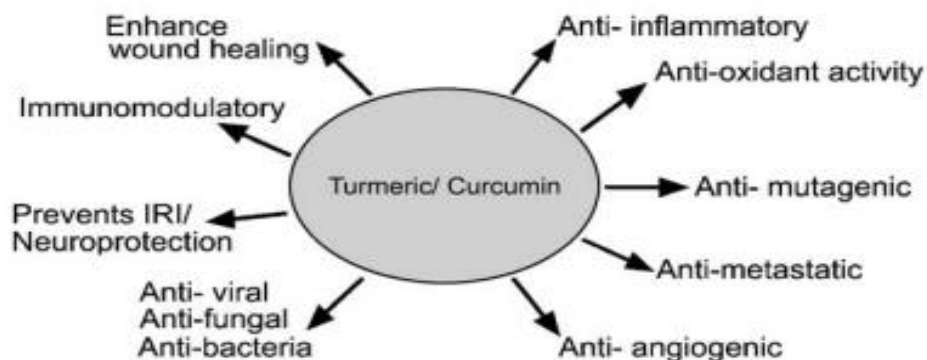 Enhance
wound healing
Anti- inflammatory
Anti-oxidant activity
Immunomodulatory
Turmeric/ Curcumin
Anti- mutagenic
Prevents IRI/
Neuroprotection
Anti-metastatic
Anti- viral
Anti-fungal
Anti-bacteria
Anti- angiogenic